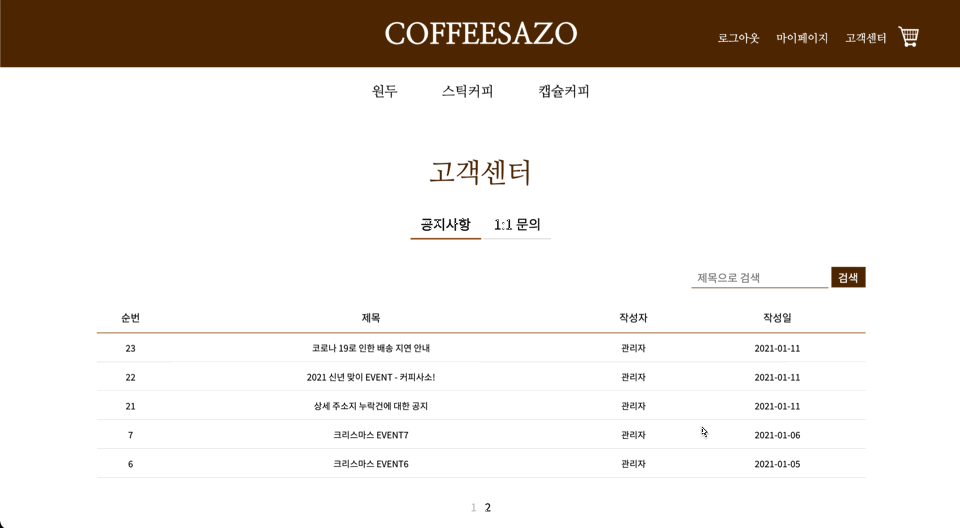 COFFEESAZO
로그아웃 마이페이지 고객센터
원두 스틱커피 캡슐커피
고객센터
공지사항 1:1 문의
제목으로 검색 검색
순번 제목 작성자 작성일
23 코로나 19로 인한 배송 지연 안내 관리자 2021-01-11
22 2021 신년 맞이 EVENT - 커피사소! 관리자 2021-01-11
21 상세 주소지 누락건에 대한 공지 관리자 2021-01-11
7 크리스마스 EVENT7 관리자 2021-01-06
6 크리스마스 EVENT6 관리자 2021-01-05
1 2